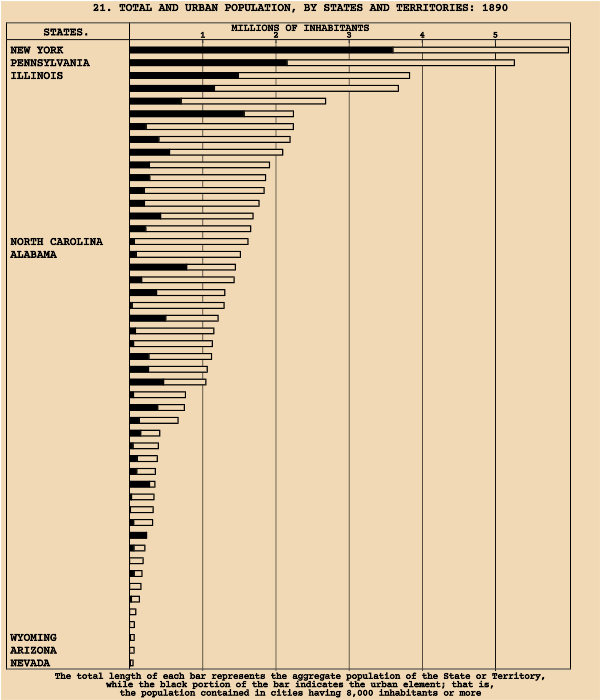 21. TOTAL AND URBAN POPULATION, BY STATES AND TERRITORIES: 1890
STATES.
MILLIONS OF INHABITANTS
1 2 3 4 5
NEW YORK
PENNSYLVANIA
ILLINOIS
NORTH CAROLINA
ALABAMA
WYOMING
ARIZONA
NEVADA
The total length of each bar represents the aggregate population of the State or Territory,
while the black portion of the bar indicates the urban element; that is,
the population contained in cities having 8,000 inhabitants or more